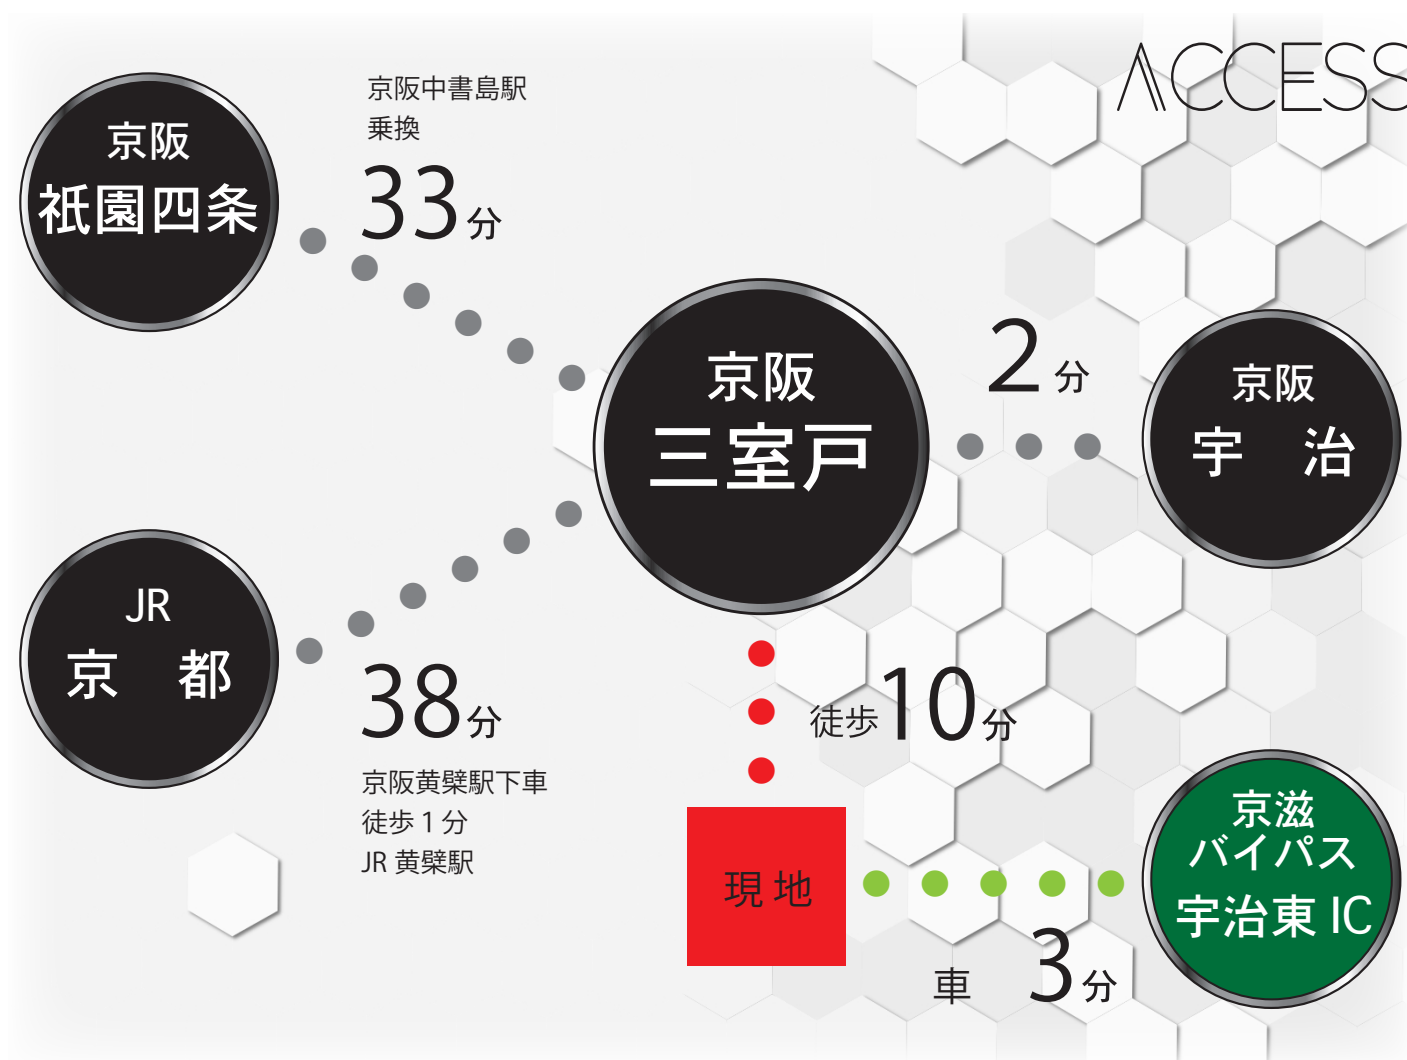 ACCESS
京阪
祇園四条
京阪中書島駅
乗換
33分
京阪
三室戸
2分
京阪
宇　治
JR
京　都
38分
京阪黄檗駅下車
徒歩1分
JR 黄檗駅
徒歩10分
現地
車 3分
京滋
バイパス
宇治東IC